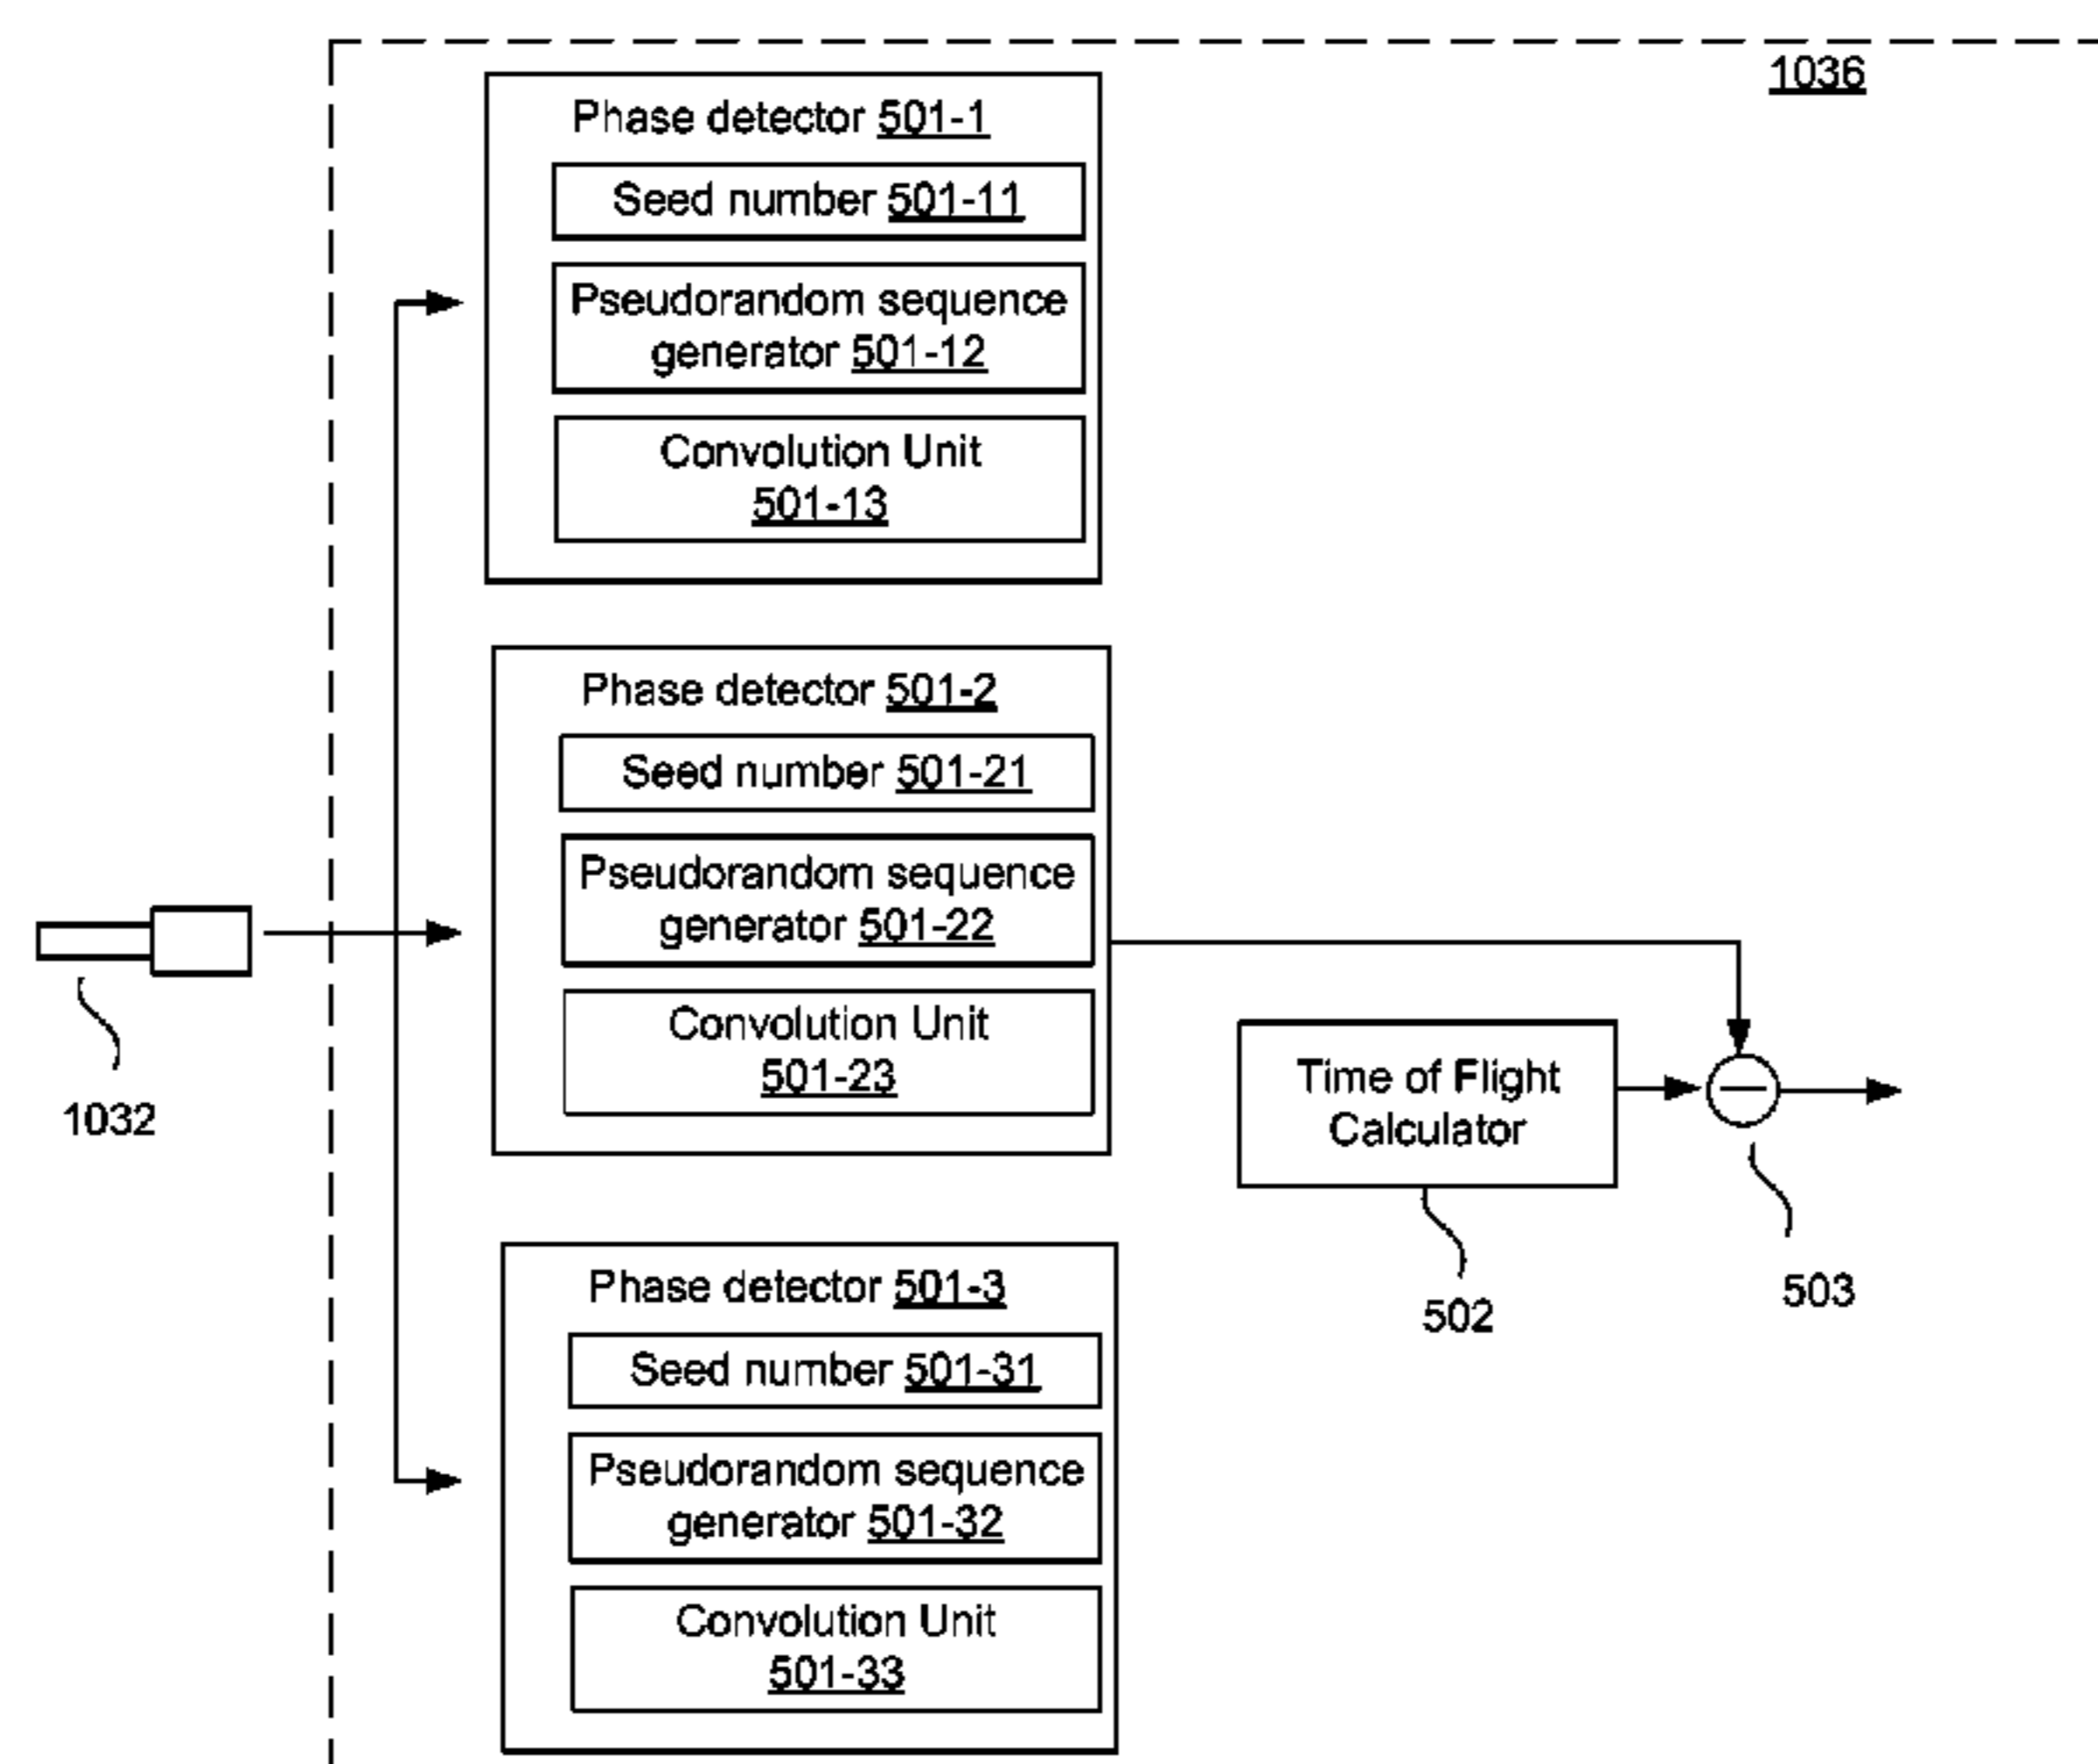 1036
Phase detector 501-1
Seed number 501-11
Pseudorandom sequence
generator 501-12
Convolution Unit
501-13
Phase detector 501-2
Seed number 501-21
Pseudorandom sequence
generator 501-22
Convolution Unit
501-23
1032
Time of Flight
Calculator
502
503
Phase detector 501-3
Seed number 501-31
Pseudorandom sequence
generator 501-32
Convolution Unit
501-33